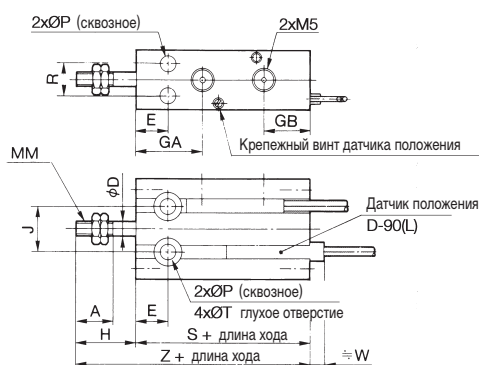 2xØP (сквозное)
2xM5
R
E
GA
GB
Крепежный винт датчика положения
MM
φD
J
Датчик положения
D-90(L)
A
E
2xØP (сквозное)
4xØT глухое отверстие
H
S + длина хода
Z + длина хода
≒W